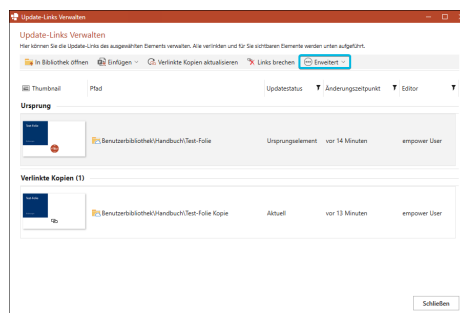 Update-Links Verwalten
Update-Links Verwalten
Hier können Sie die Update-Links des ausgewählten Elements verwalten. Alle verlinkten und für Sie sichtbaren Elemente werden unten aufgeführt.
In Bibliothek öffnen Einfügen Verlinkte Kopien aktualisieren Links brechen Erweitert
Thumbnail Pfad Updatestatus Änderungszeitpunkt Editor
Ursprung
Test-Folie
Benutzerbibliothek\Handbuch\Test-Folie Ursprungselement vor 14 Minuten empower User
Verlinkte Kopien (1)
Test-Folie
Benutzerbibliothek\Handbuch\Test-Folie Kopie Aktuell vor 13 Minuten empower User
Schließen